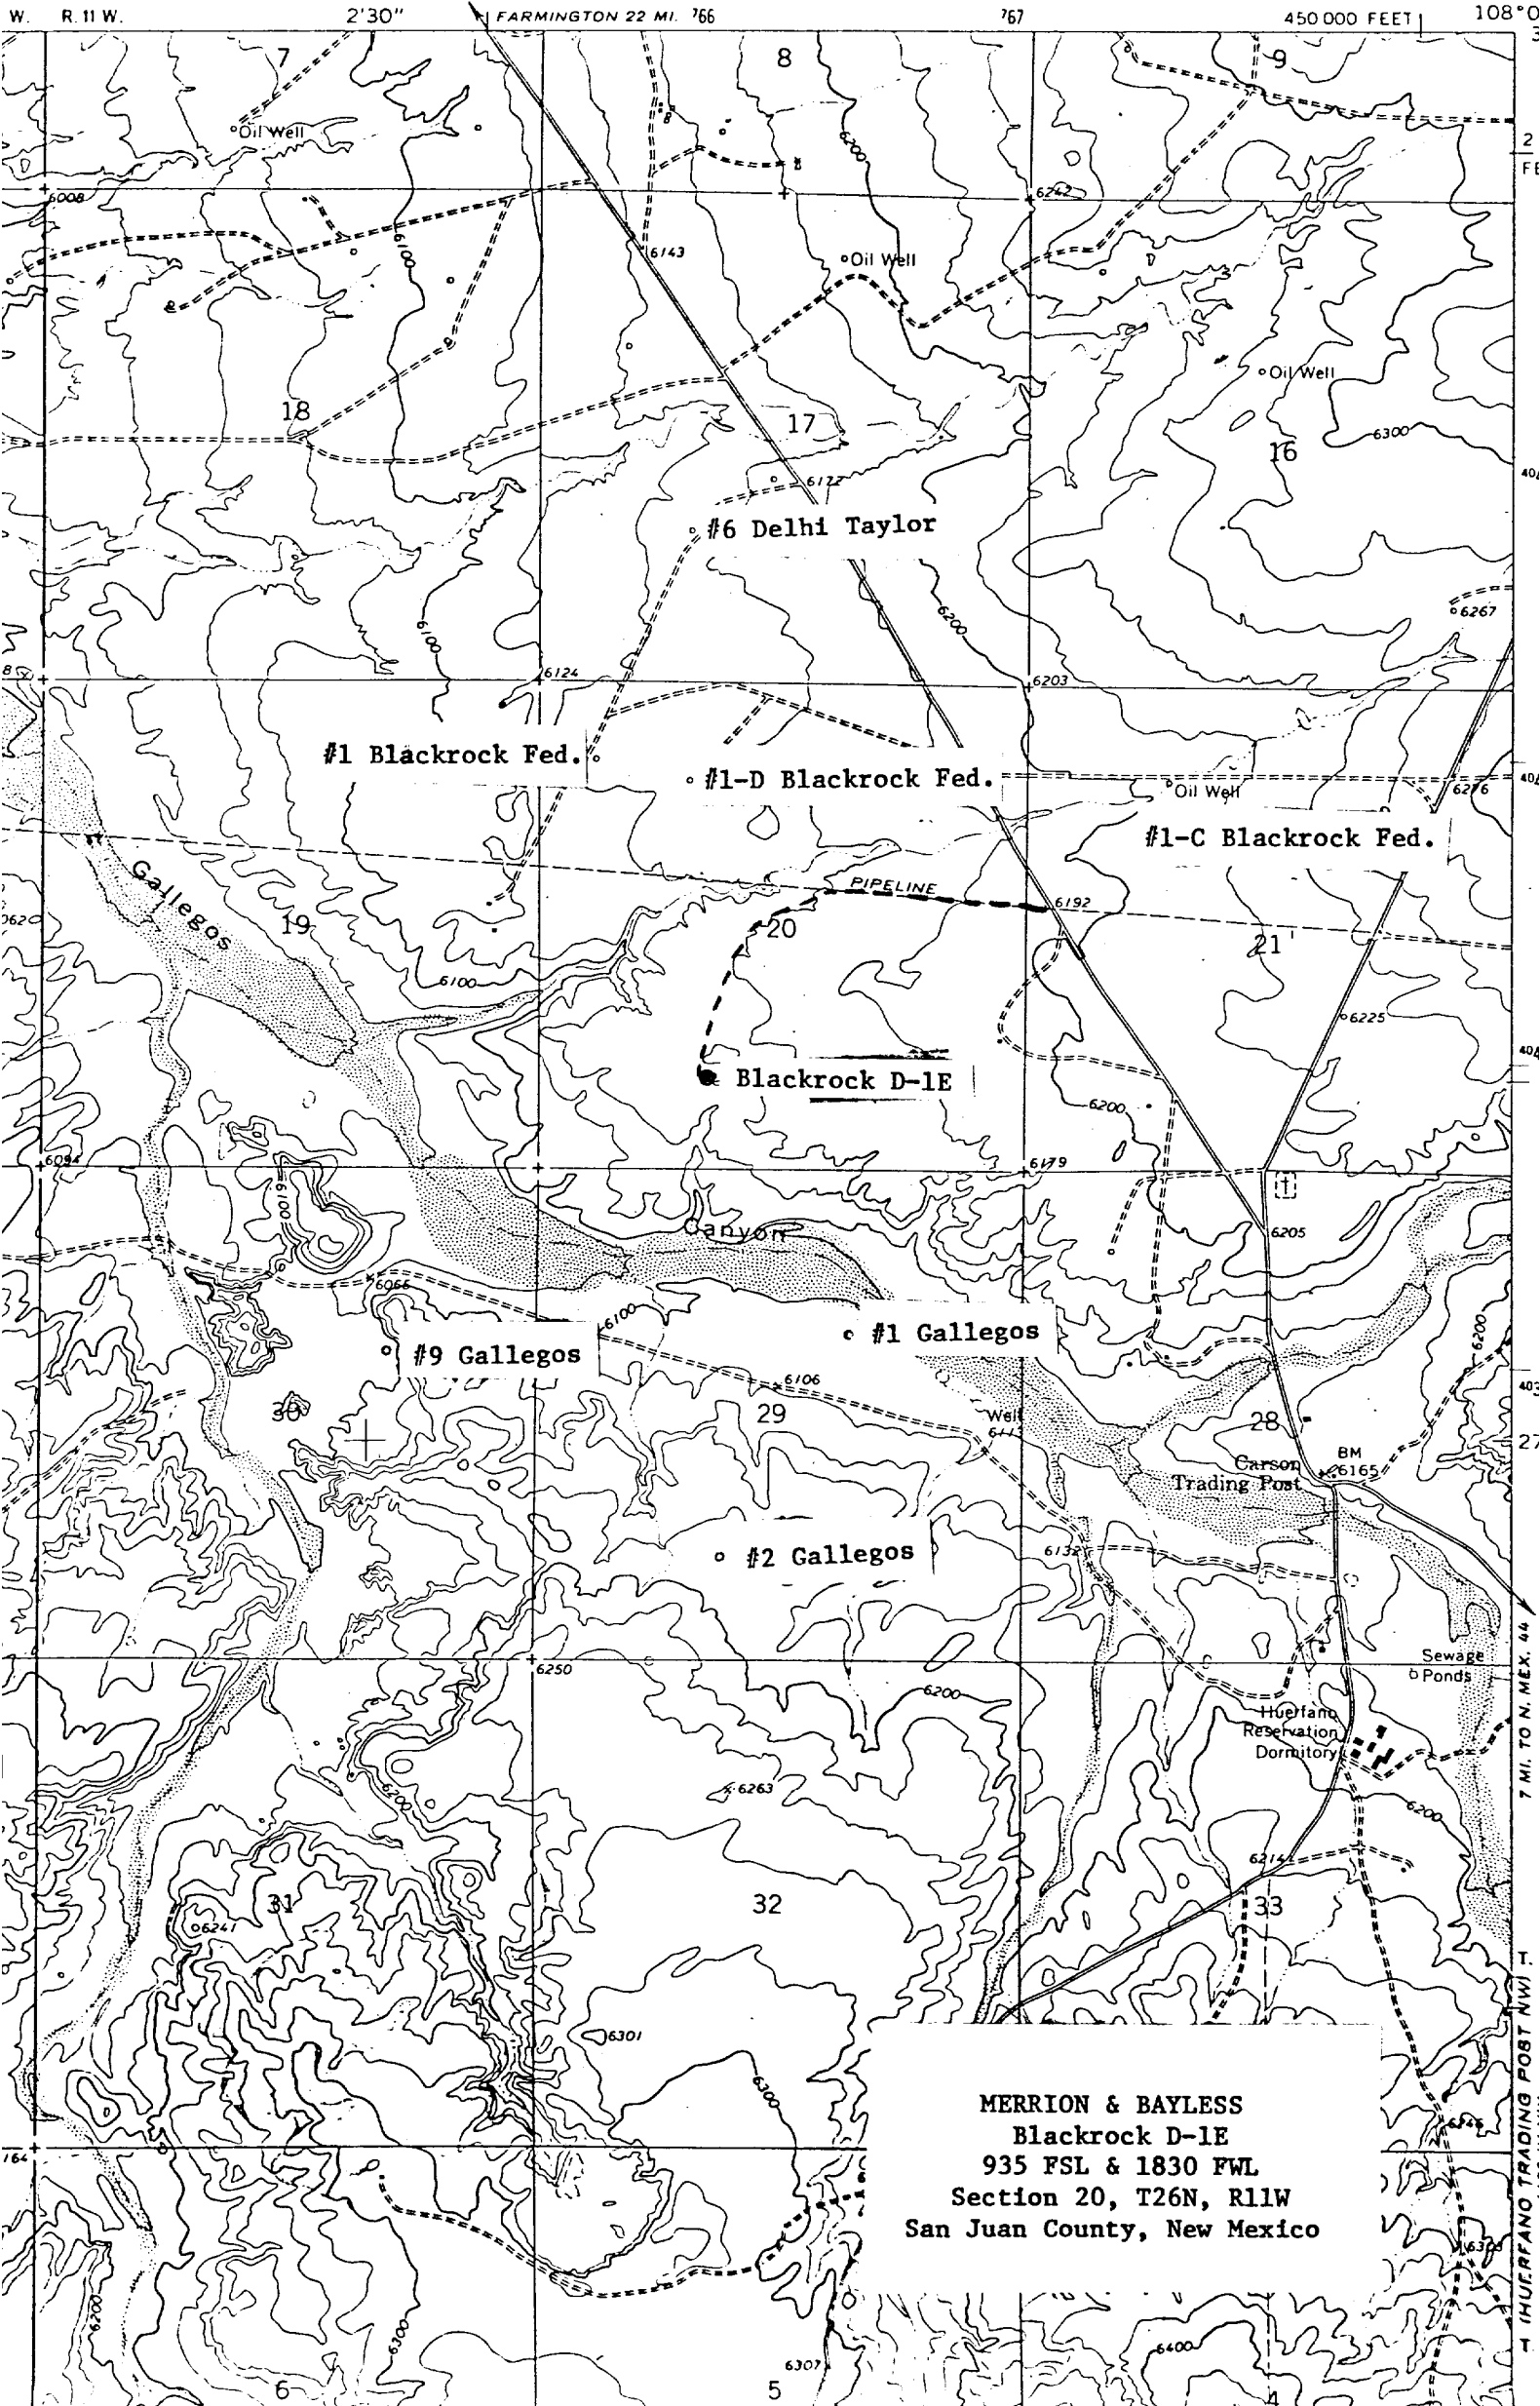 W. R. 11 W. 2'30" FARMINGTON 22 MI. 766 767 450 000 FEET 108°0
7 8 9
Oil Well
6200
6008 6242
6100
6143 Oil Well
Oil Well
18 17 16
6300
6177
#6 Delhi Taylor
6267
6200
6100
6124 6203
#1 Blackrock Fed.
#1-D Blackrock Fed.
Oil Well 6276
#1-C Blackrock Fed.
Gallegos
PIPELINE
6192
19 20 21
6100
6225
Blackrock D-1E
6200
6094 6179
6100
Canyon
6205
6066
6100
#1 Gallegos
#9 Gallegos
6200
6106
30 29 28
Well
BM
6165
Carson
Trading Post
#2 Gallegos
6132
6250
Sewage
Ponds
7 MI. TO N. MEX. 44
6200
Huerfano
Reservation
Dormitory
6263
6200
6200
6214
31 32 33
6241
6301
6300
MERRION & BAYLESS
Blackrock D-1E
935 FSL & 1830 FWL
Section 20, T26N, R11W
San Juan County, New Mexico
764
HUERFANO TRADING POST NW
6200 6300
6400
6307
6 5 4